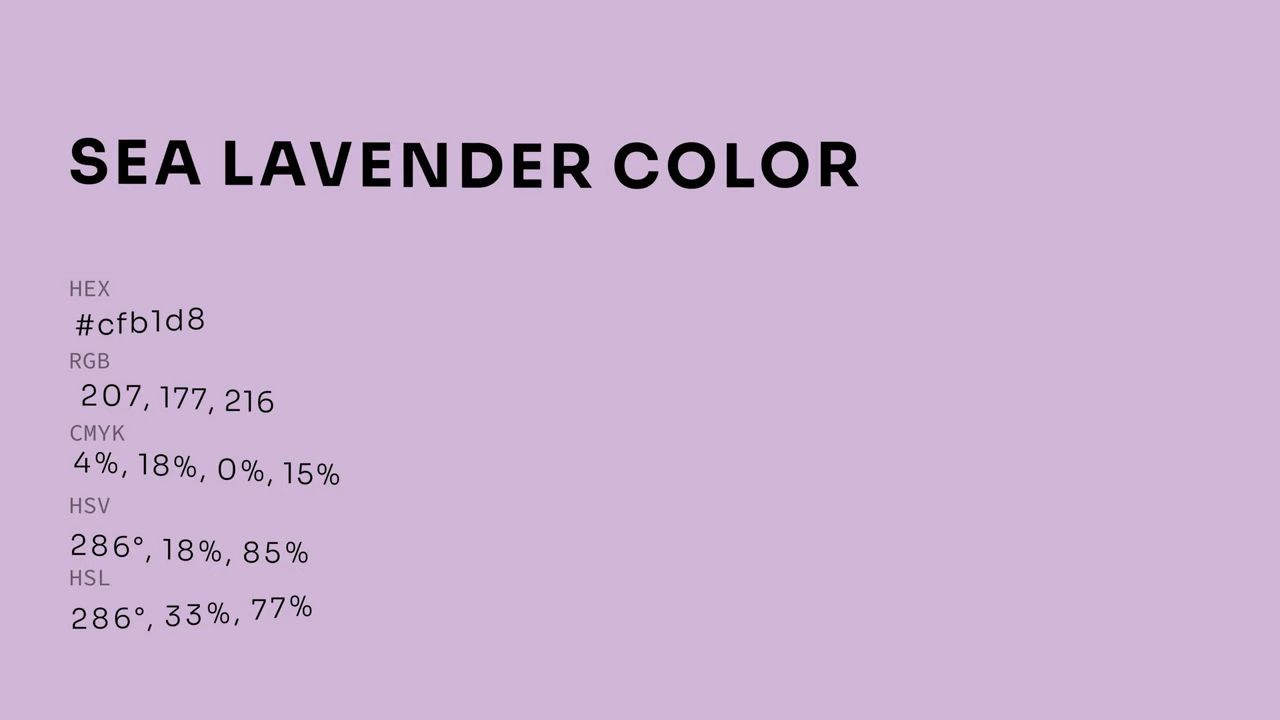 SEA LAVENDER COLOR
HEX
#cfb1d8
RGB
207, 177, 216
CMYK
4%, 18%, 0%, 15%
HSV
286°, 18%, 85%
HSL
286°, 33%, 77%